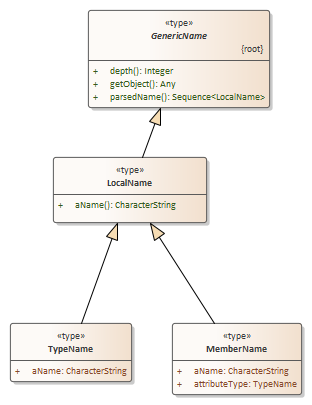 «type»
GenericName
{root}
+ depth(): Integer
+ getObject(): Any
+ parsedName(): Sequence<LocalName>
«type»
LocalName
+ aName(): CharacterString
«type»
TypeName
+ aName: CharacterString
«type»
MemberName
+ aName: CharacterString
+ attributeType: TypeName